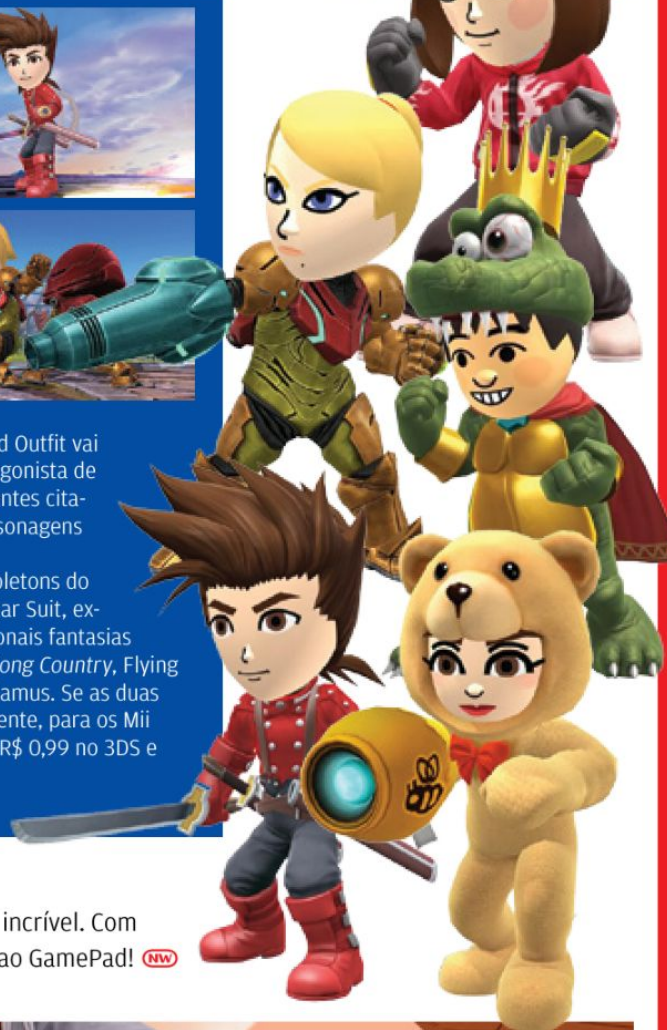 d Outfit vai
gonista de
ntes cita-
sonagens
oletons do
ar Suit, ex-
onais fantasias
ong Country, Flying
amus. Se as duas
ente, para os Mii
R$ 0,99 no 3DS e
incrível. Com
ao GamePad! NW